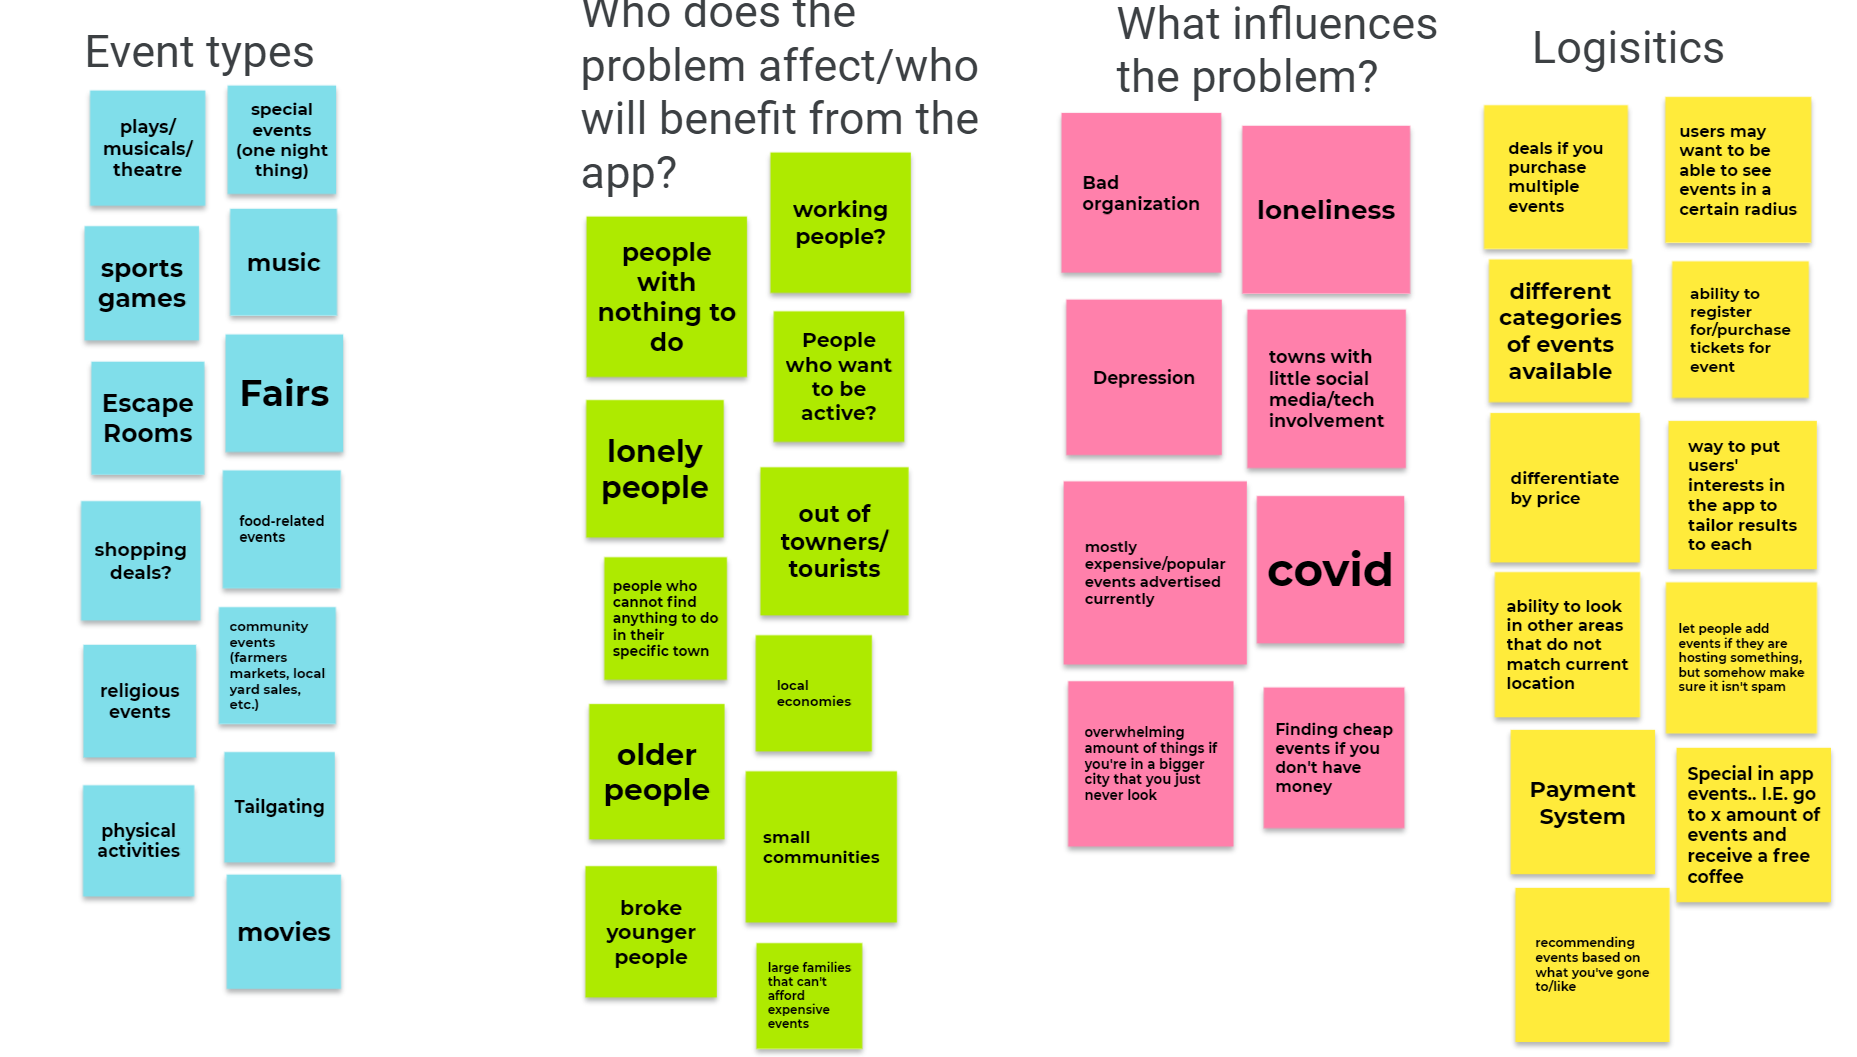 Event types
plays/
musicals/
theatre
special
events
(one night
thing)
sports
games
music
Escape
Rooms
Fairs
shopping
deals?
food-related
events
religious
events
community
events
(farmers
markets, local
yard sales,
etc.)
physical
activities
Tailgating
movies
Who does the
problem affect/who
will benefit from the
app?
people
with
nothing to
do
working
people?
lonely
people
People
who want
to be
active?
people who
cannot find
anything to do
in their
specific town
out of
towners/
tourists
older
people
local
economies
broke
younger
people
small
communities
large families
that can't
afford
expensive
events
What influences
the problem?
Bad
organization
loneliness
Depression
towns with
little social
media/tech
involvement
mostly
expensive/popular
events advertised
currently
covid
overwhelming
amount of things if
you're in a bigger
city that you just
never look
Finding cheap
events if you
don't have
money
Logisitics
deals if you
purchase
multiple
events
users may
want to be
able to see
events in a
certain radius
different
categories
of events
available
ability to
register
for/purchase
tickets for
event
differentiate
by price
way to put
users'
interests in
the app to
tailor results
to each
ability to look
in other areas
that do not
match current
location
let people add
events if they are
hosting something,
but somehow make
sure it isn't spam
Payment
System
Special in app
events.. I.E. go
to x amount of
events and
receive a free
coffee
recommending
events based on
what you've gone
to/like